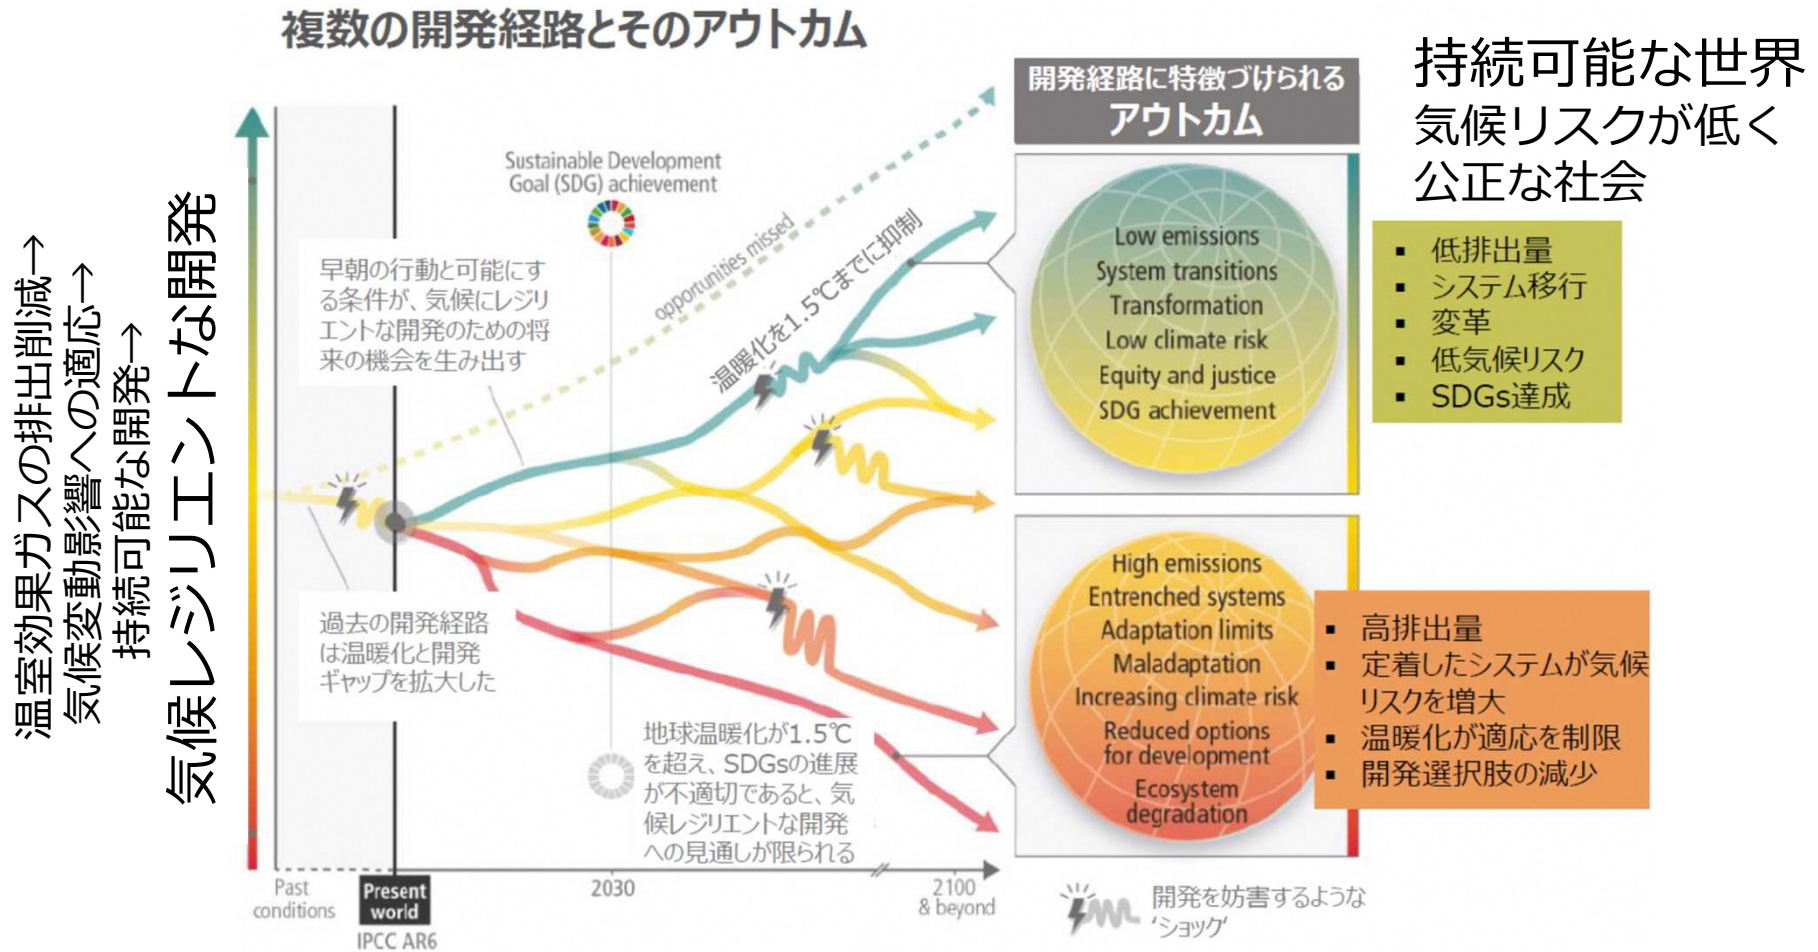 複数の開発経路とそのアウトカム
持続可能な世界
気候リスクが低く
公正な社会
温室効果ガスの排出削減→
気候変動影響への適応→
持続可能な開発→
気候レジリエントな開発
Sustainable Development
Goal (SDG) achievement
早朝の行動と可能にす
る条件が、気候にレジリ
エントな開発のための将
来の機会を生み出す
opportunities missed
温暖化を1.5℃までに抑制
過去の開発経路
は温暖化と開発
ギャップを拡大した
地球温暖化が1.5℃
を超え、SDGsの進展
が不適切であると、気
候レジリエントな開発
への見通しが限られる
Past
conditions
Present
world
IPCC AR6
2030
2100
& beyond
開発経路に特徴づけられる
アウトカム
Low emissions
System transitions
Transformation
Low climate risk
Equity and justice
SDG achievement
▪ 低排出量
▪ システム移行
▪ 変革
▪ 低気候リスク
▪ SDGs達成
High emissions
Entrenched systems
Adaptation limits
Maladaptation
Increasing climate risk
Reduced options
for development
Ecosystem
degradation
▪ 高排出量
▪ 定着したシステムが気候
リスクを増大
▪ 温暖化が適応を制限
▪ 開発選択肢の減少
開発を妨害するような
‘ショック‘